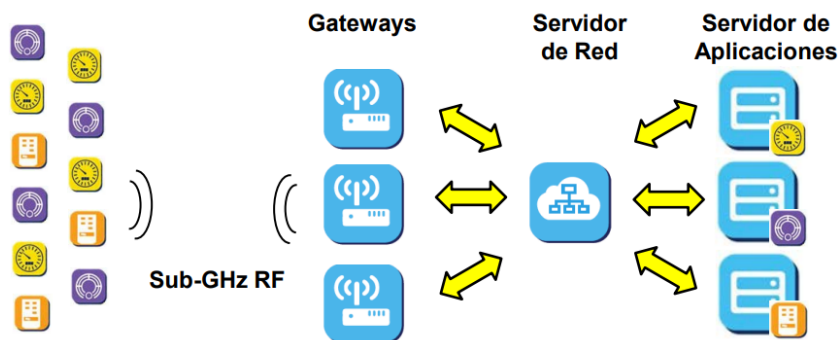 Gateways
Servidor
de Red
Servidor de
Aplicaciones
Sub-GHz RF